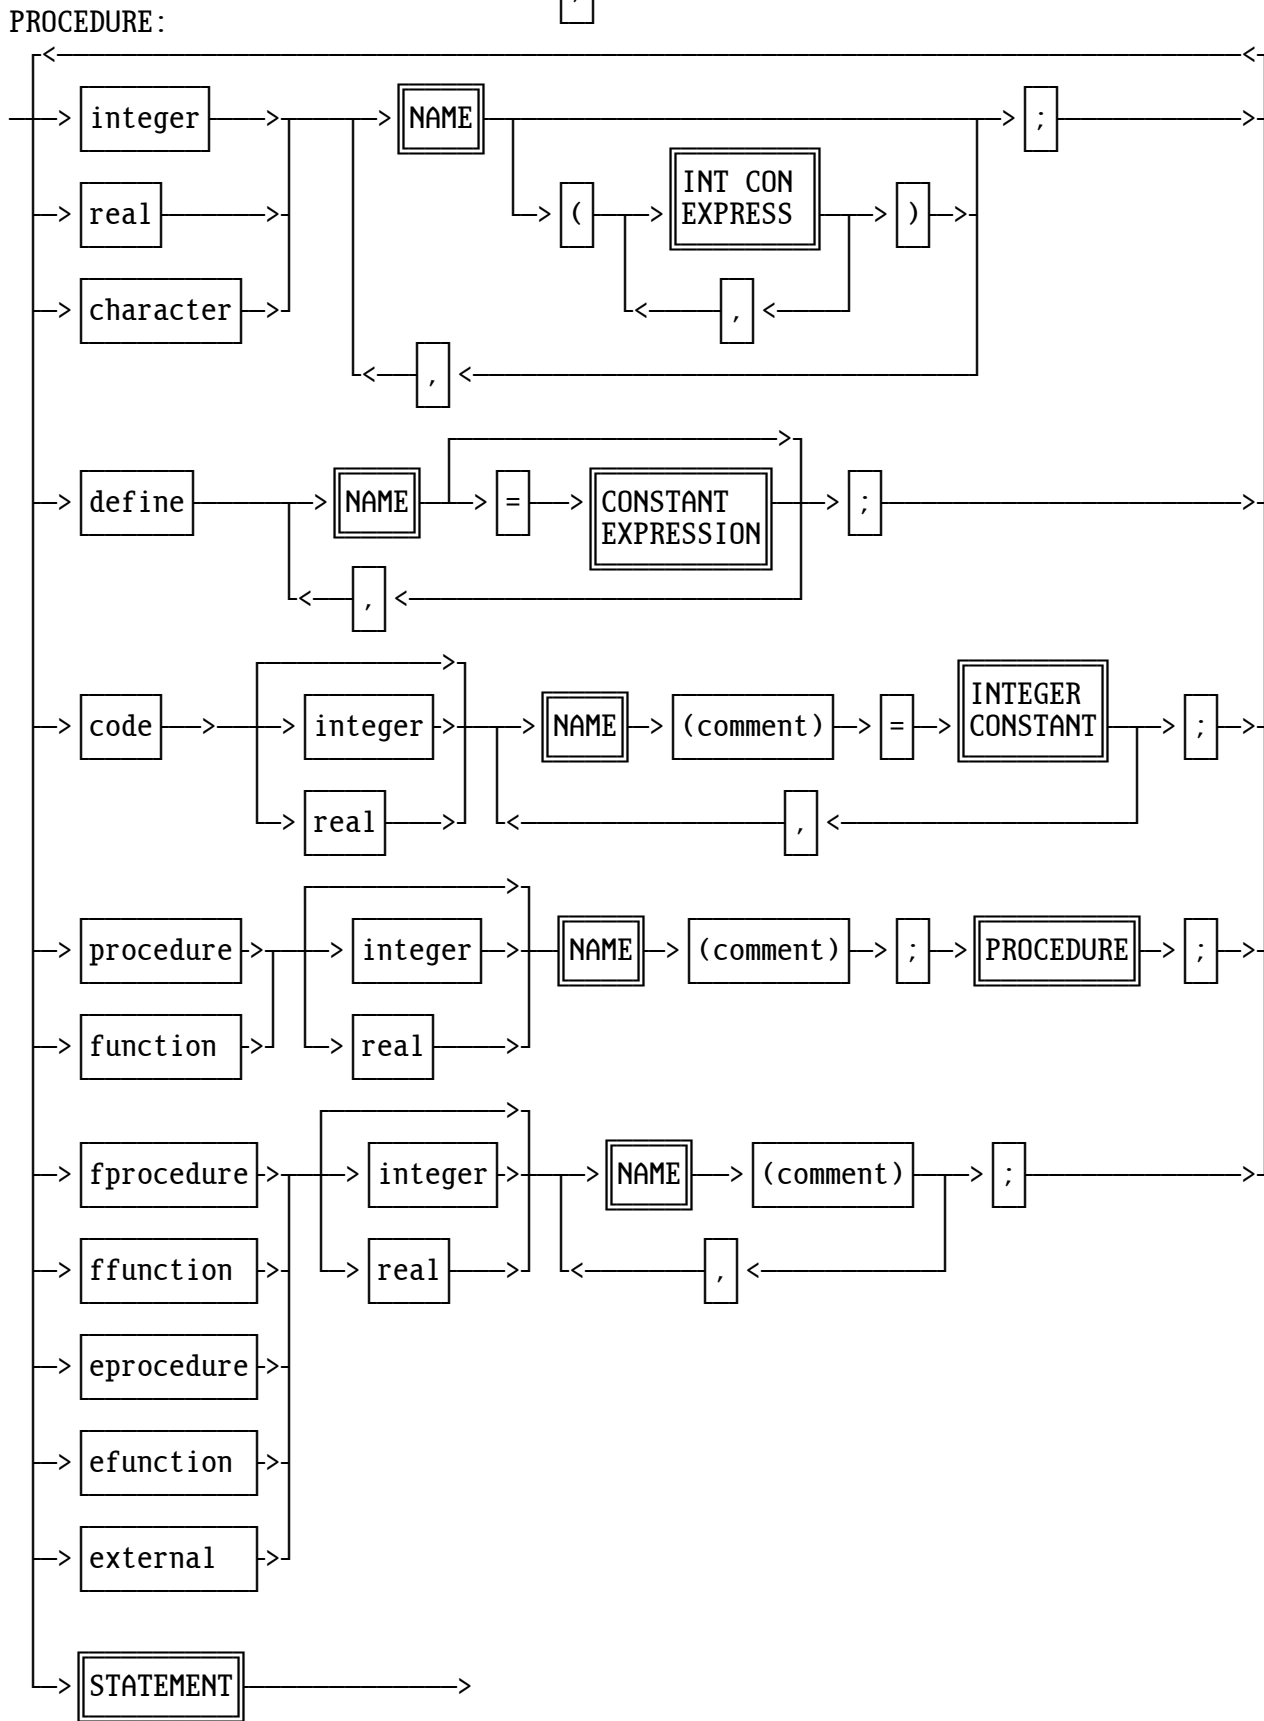 ,
PROCEDURE:
integer NAME ;
INT CON
real ( EXPRESS )
character ,
,
define NAME = CONSTANT ;
EXPRESSION
,
INTEGER
code integer NAME (comment) = CONSTANT ;
real ,
procedure integer NAME (comment) ; PROCEDURE ;
function real
fprocedure integer NAME (comment) ;
ffunction real ,
eprocedure
efunction
external
STATEMENT